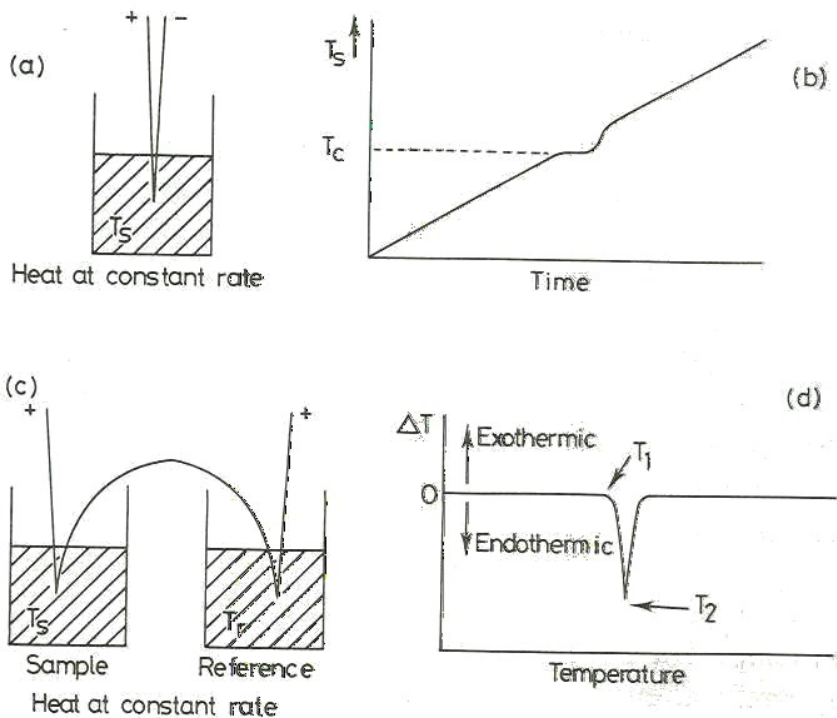 (a)
+ −
T_S
Heat at constant rate
T_S
(b)
T_C
Time
(c)
+
+
T_S
T_r
Sample
Reference
Heat at constant rate
(d)
ΔT
Exothermic
T_1
0
Endothermic
T_2
Temperature